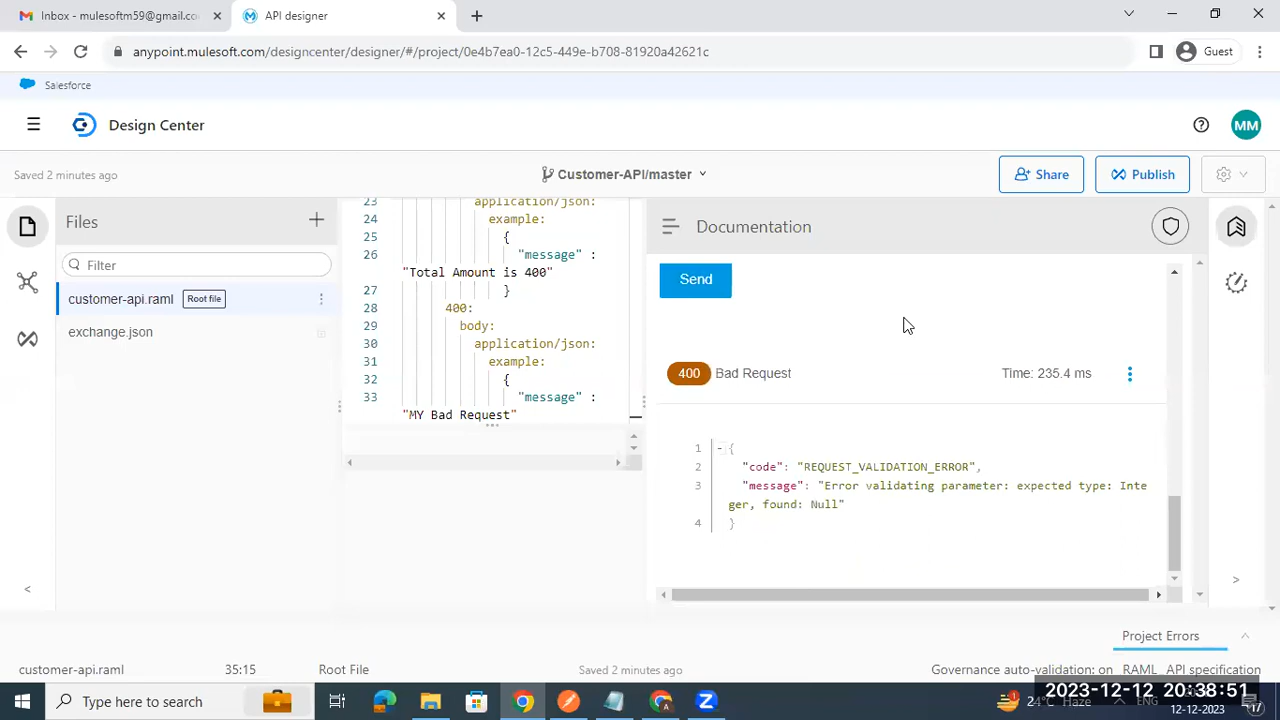 Inbox - mulesoftm59@gmail.co
API designer
anypoint.mulesoft.com/designcenter/designer/#/project/0e4b7ea0-12c5-449e-b708-81920a42621c
Guest
Salesforce
Design Center
MM
Saved 2 minutes ago
Customer-API/master
Share
Publish
Files
Filter
customer-api.raml
Root file
exchange.json
23 application/json:
24 example:
25 {
26 "message" :
"Total Amount is 400"
27 }
28 400:
29 body:
30 application/json:
31 example:
32 {
33 "message" :
"MY Bad Request"
Documentation
Send
400 Bad Request
Time: 235.4 ms
1 - {
2 "code": "REQUEST_VALIDATION_ERROR",
3 "message": "Error validating parameter: expected type: Inte
ger, found: Null"
4 }
Project Errors
customer-api.raml
35:15
Root File
Saved 2 minutes ago
Governance auto-validation: on
RAML
API specification
Type here to search
24°C Haze
ENG
2023-12-12 20:38:51
12-12-2023
17